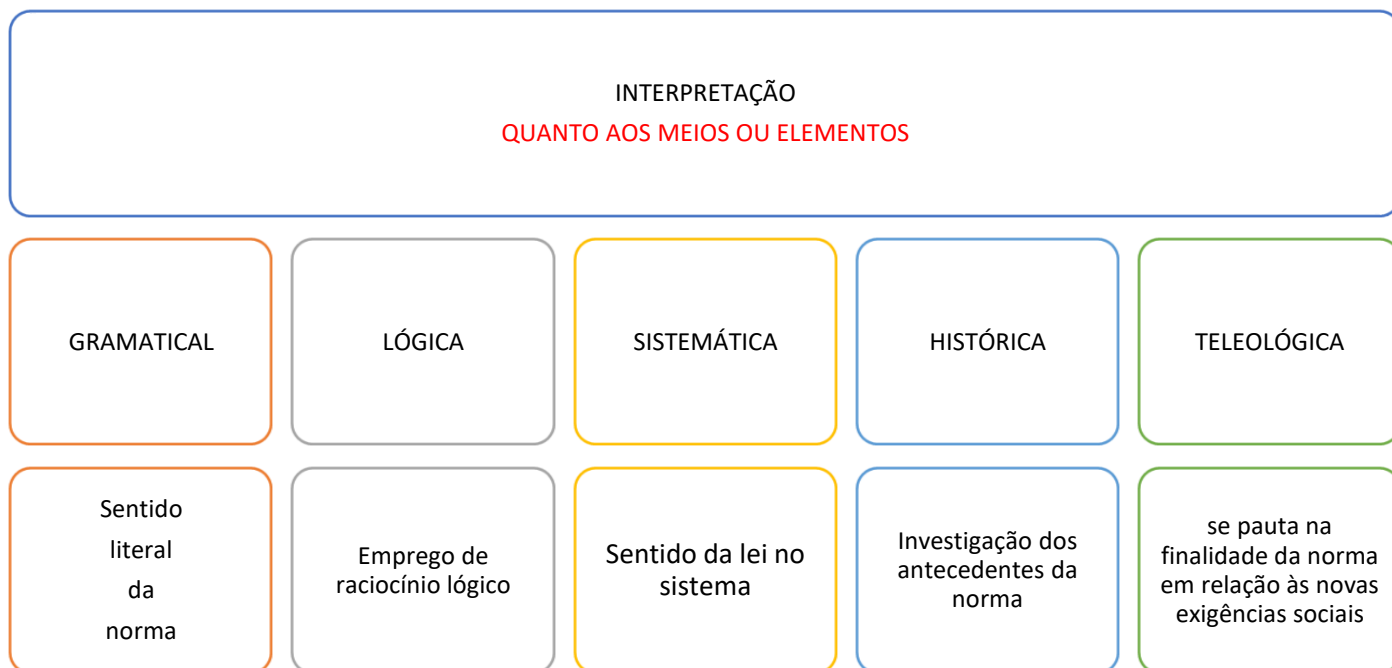 INTERPRETAÇÃO
QUANTO AOS MEIOS OU ELEMENTOS
GRAMATICAL
LÓGICA
SISTEMÁTICA
HISTÓRICA
TELEOLÓGICA
Sentido
literal
da
norma
Emprego de
raciocínio lógico
Sentido da lei no
sistema
Investigação dos
antecedentes da
norma
se pauta na
finalidade da norma
em relação às novas
exigências sociais